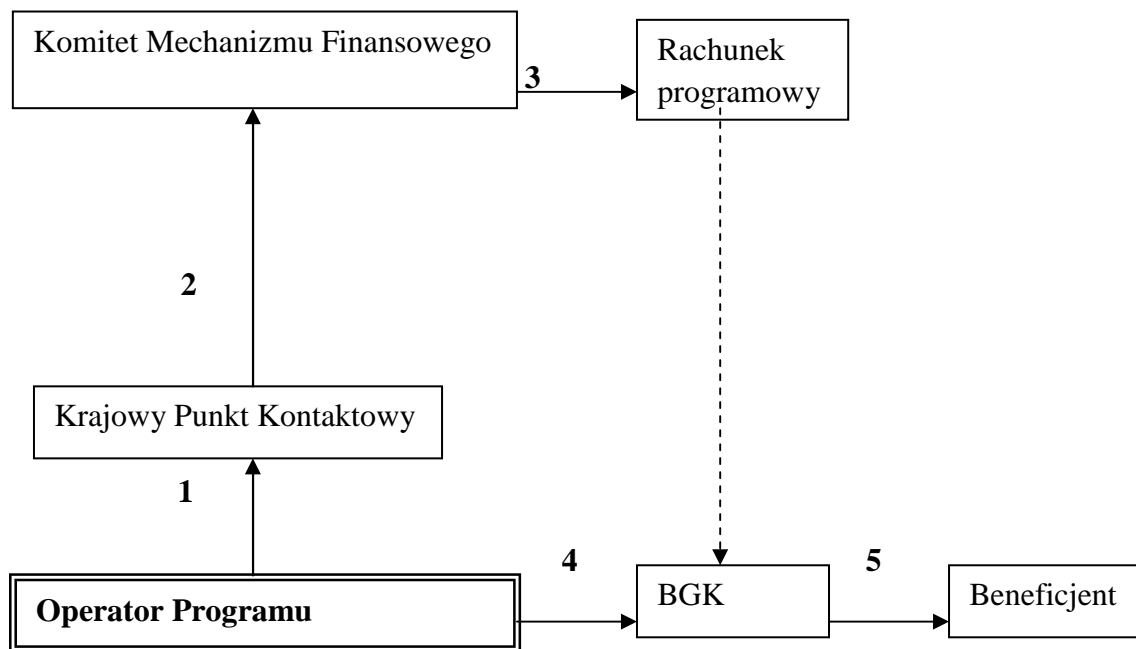 Komitet Mechanizmu Finansowego
3
Rachunek
programowy
2
Krajowy Punkt Kontaktowy
1
Operator Programu
4
BGK
5
Beneficjent